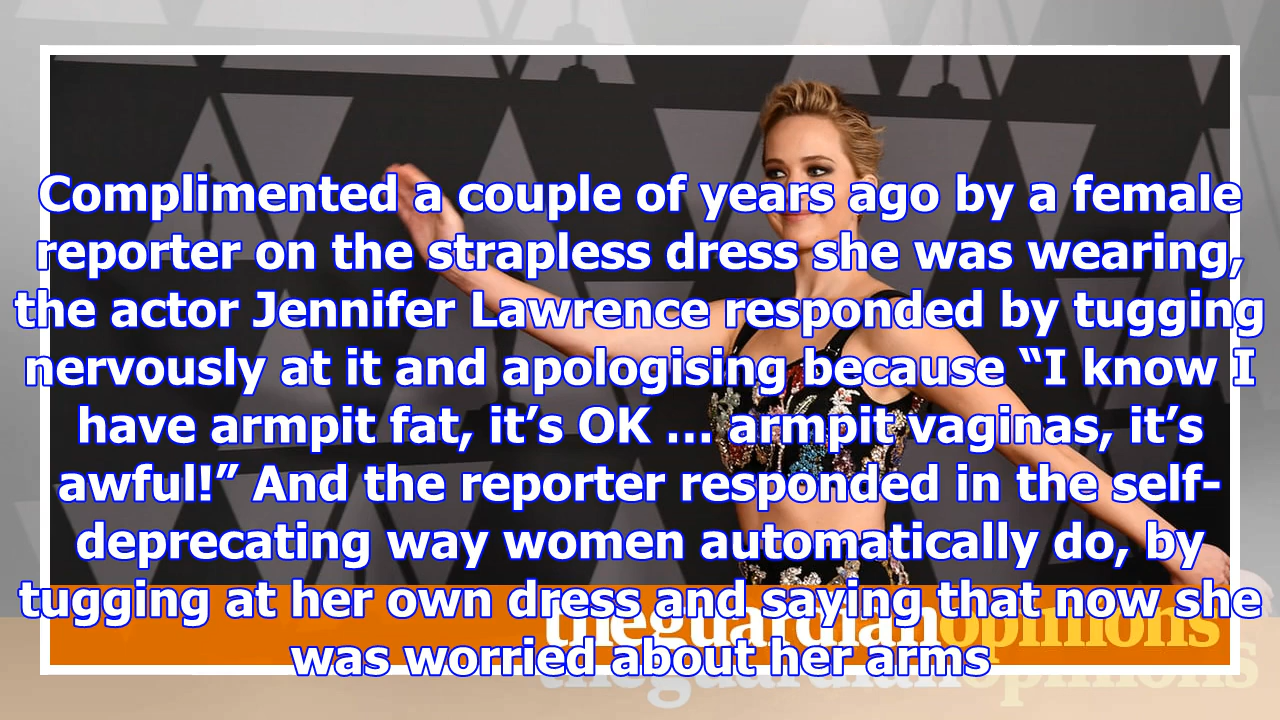 Complimented a couple of years ago by a female
reporter on the strapless dress she was wearing,
the actor Jennifer Lawrence responded by tugging
nervously at it and apologising because “I know I
have armpit fat, it’s OK ... armpit vaginas, it’s
awful!” And the reporter responded in the self-
deprecating way women automatically do, by
tugging at her own dress and saying that now she
was worried about her arms
theguardianopinions
theguardianopinions